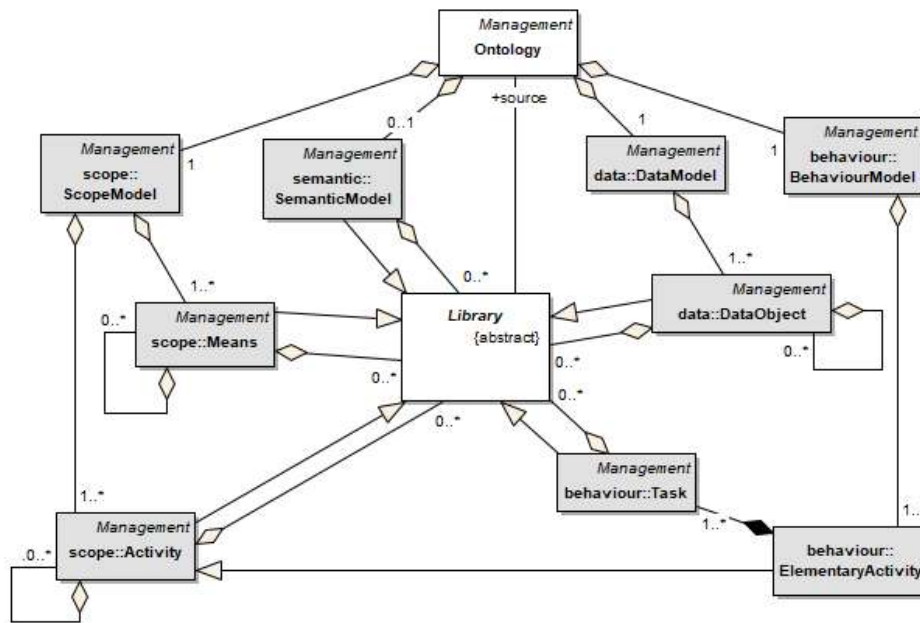 Management
Ontology
+source
0..1
1
1
1
Management
scope::
ScopeModel
Management
semantic::
SemanticModel
Management
data::DataModel
Management
behaviour::
BehaviourModel
1..*
0..*
1..*
Management
scope::Means
0..*
Library
{abstract}
Management
data::DataObject
0..*
0..*
0..*
0..*
0..*
Management
behaviour::Task
1..*
1..*
1..
Management
scope::Activity
.0..*
behaviour::
ElementaryActivity